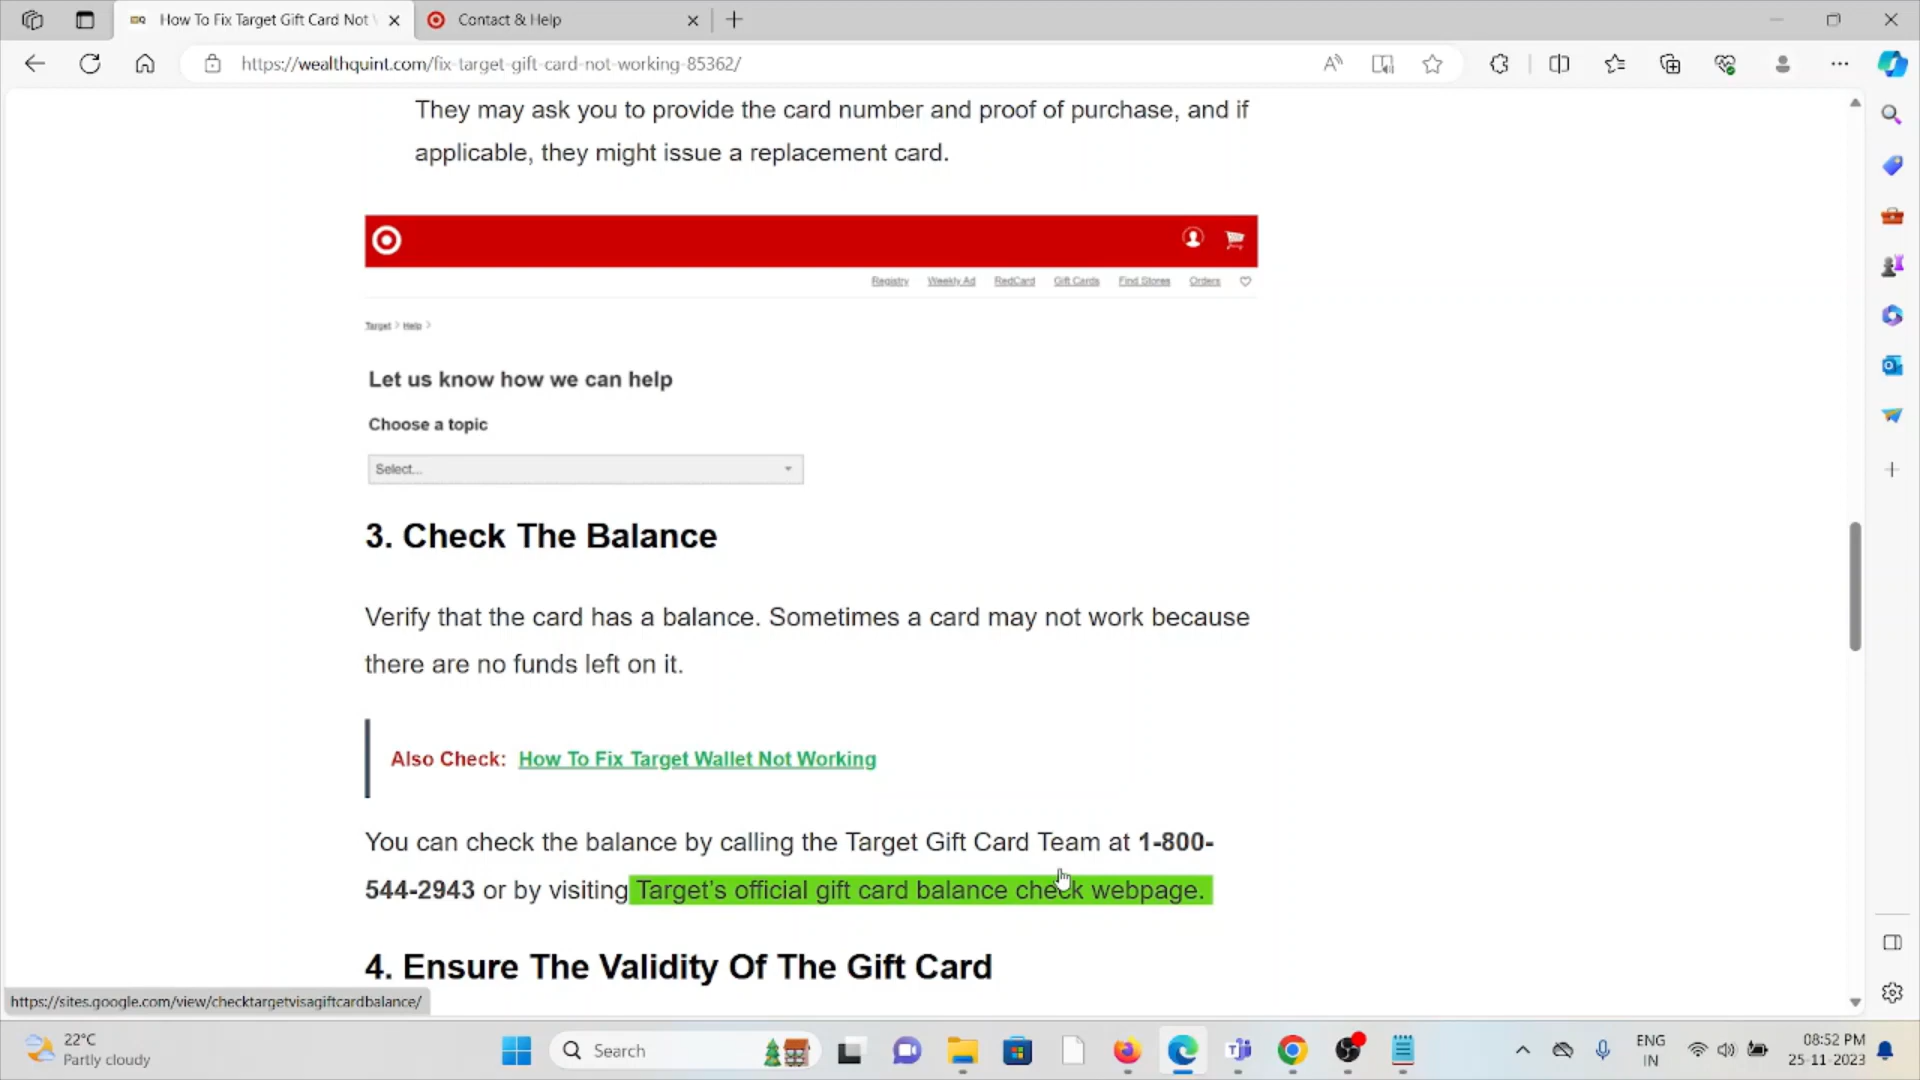 How To Fix Target Gift Card Not
Contact & Help
https://wealthquint.com/fix-target-gift-card-not-working-85362/
They may ask you to provide the card number and proof of purchase, and if
applicable, they might issue a replacement card.
Registry Weekly Ad RedCard Gift Cards Find Stores Orders
Target > Help >
Let us know how we can help
Choose a topic
Select...
3. Check The Balance
Verify that the card has a balance. Sometimes a card may not work because
there are no funds left on it.
Also Check: How To Fix Target Wallet Not Working
You can check the balance by calling the Target Gift Card Team at 1-800-
544-2943 or by visiting Target's official gift card balance check webpage.
4. Ensure The Validity Of The Gift Card
https://sites.google.com/view/checktargetvisagiftcardbalance/
22°C
Partly cloudy
Search
ENG
IN
08:52 PM
25-11-2023